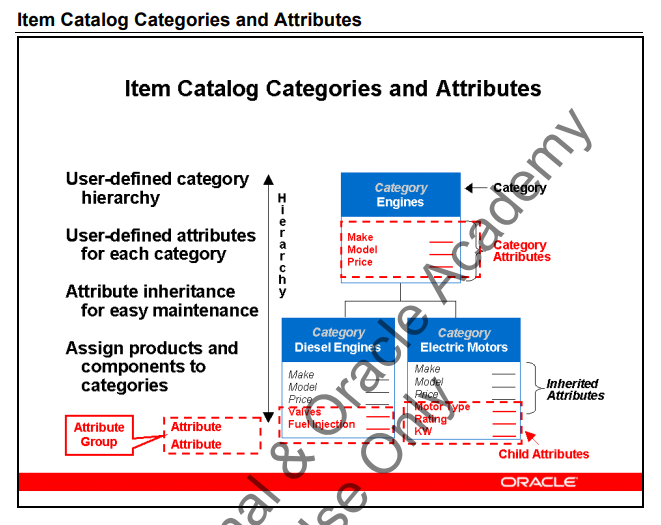 Item Catalog Categories and Attributes
Item Catalog Categories and Attributes
User-defined category
hierarchy
User-defined attributes
for each category
Attribute inheritance
for easy maintenance
Assign products and
components to
categories
Hierarchy
Category
Engines
Category
Make
Model
Price
Category
Attributes
Category
Diesel Engines
Make
Model
Price
Valves
Fuel Injection
Category
Electric Motors
Make
Model
Price
Motor Type
Rating
KW
Inherited
Attributes
Child Attributes
Attribute
Group
Attribute
Attribute
ORACLE
& Oracle Academy
Use Only